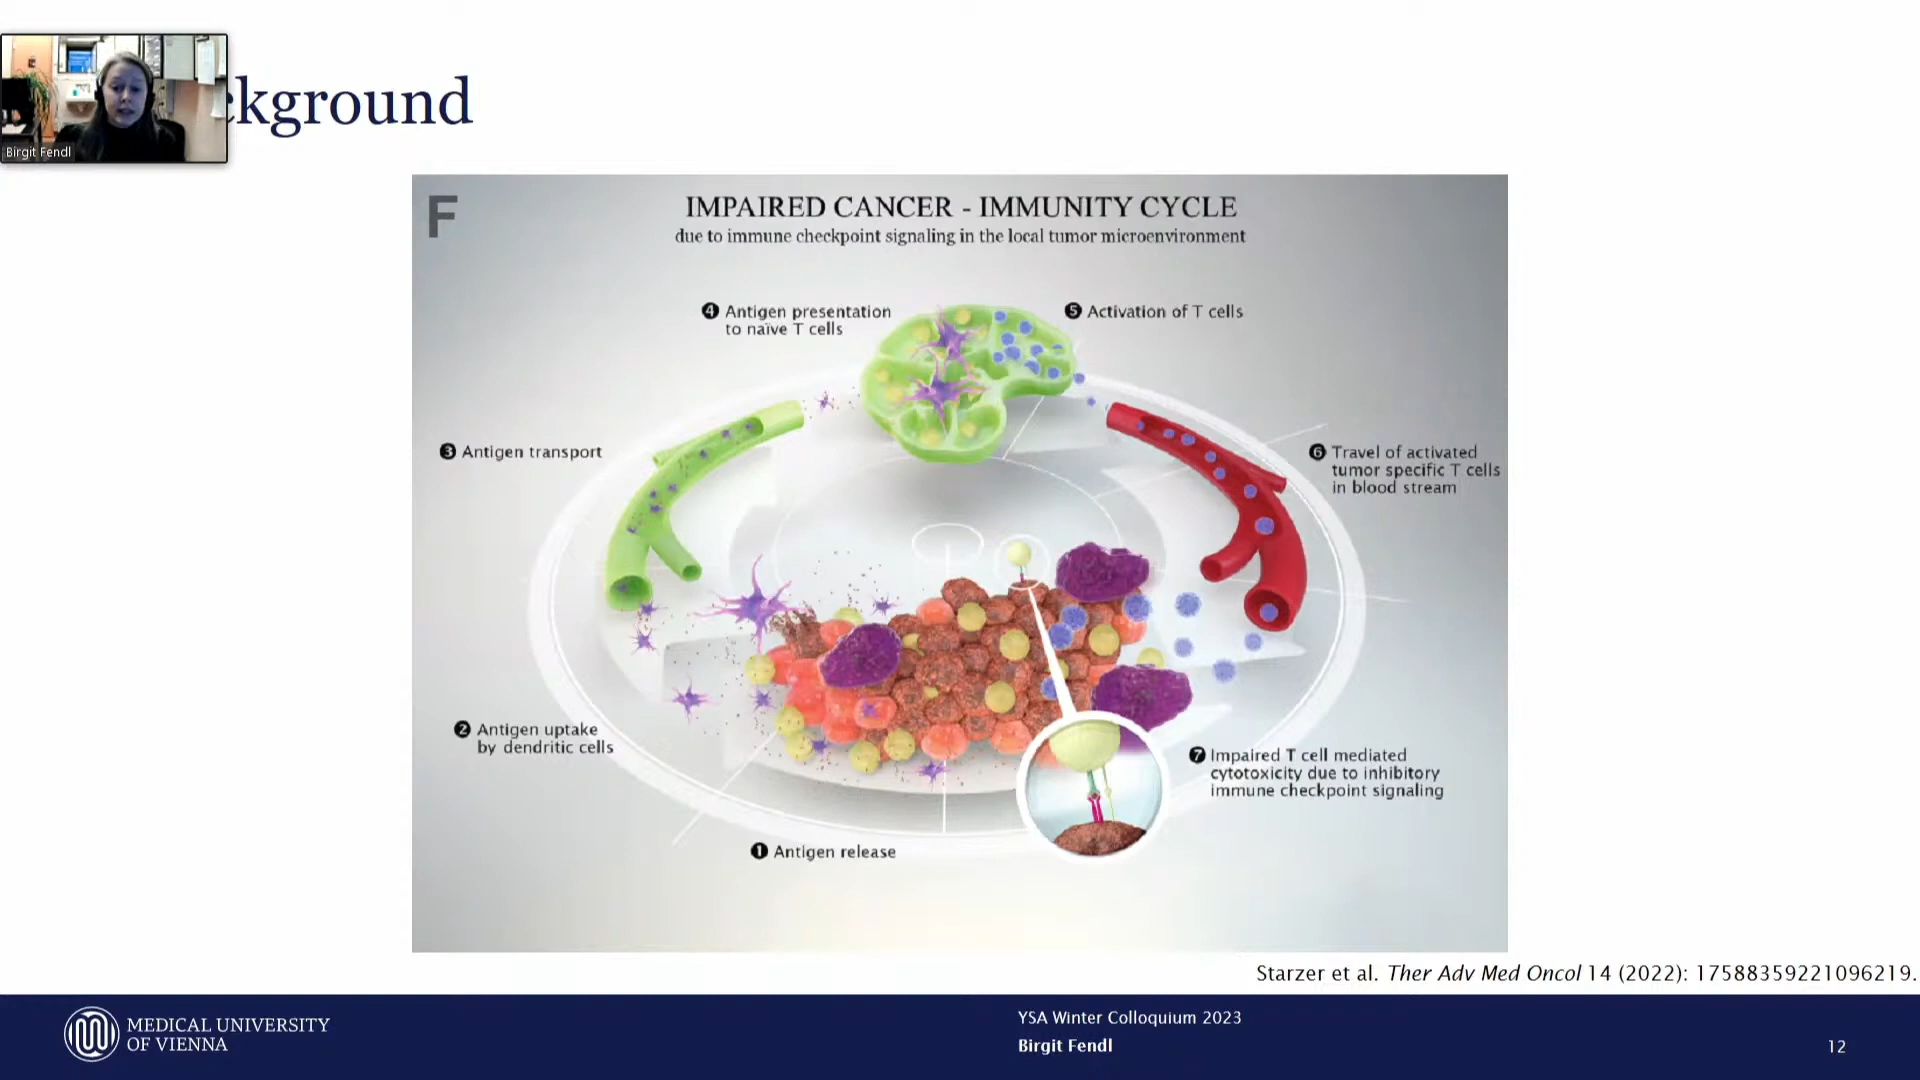 ckground
Birgit Fendl
F
IMPAIRED CANCER - IMMUNITY CYCLE
due to immune checkpoint signaling in the local tumor microenvironment
4 Antigen presentation
to naïve T cells
5 Activation of T cells
3 Antigen transport
6 Travel of activated
tumor specific T cells
in blood stream
2 Antigen uptake
by dendritic cells
7 Impaired T cell mediated
cytotoxicity due to inhibitory
immune checkpoint signaling
1 Antigen release
Starzer et al. Ther Adv Med Oncol 14 (2022): 17588359221096219.
MEDICAL UNIVERSITY
OF VIENNA
YSA Winter Colloquium 2023
Birgit Fendl
12